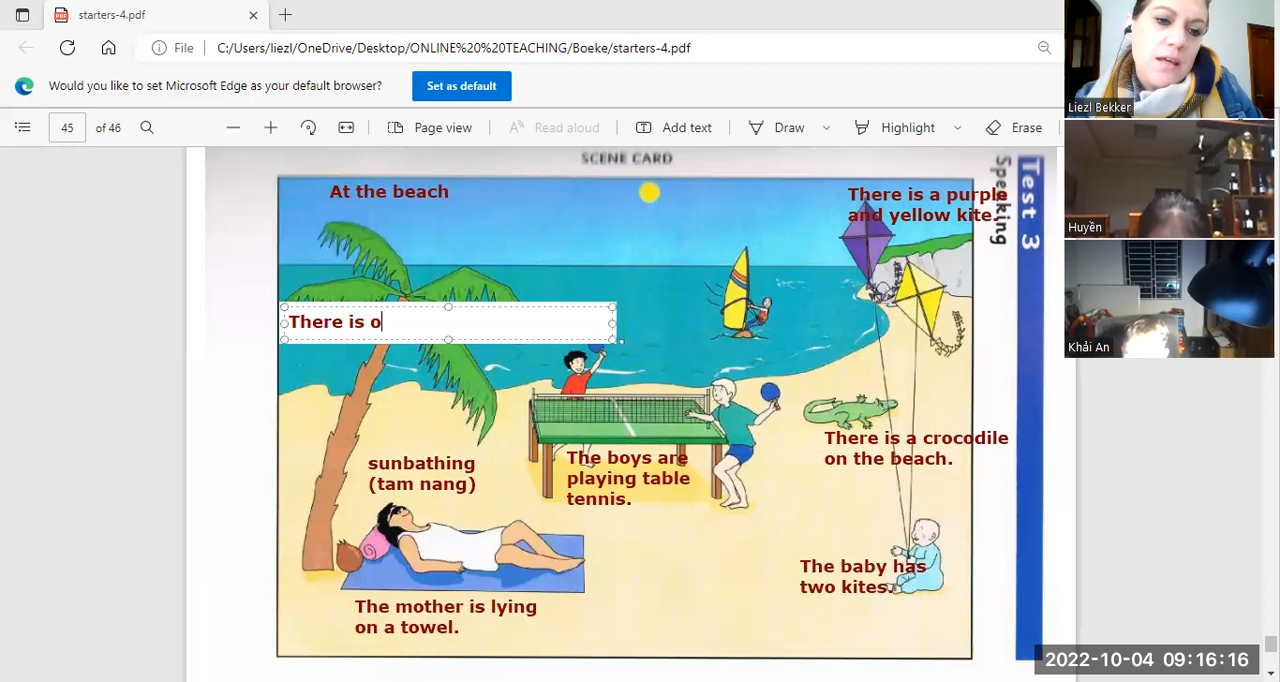 starters-4.pdf
File
C:/Users/liezl/OneDrive/Desktop/ONLINE%20%20TEACHING/Boeke/starters-4.pdf
Would you like to set Microsoft Edge as your default browser?
Set as default
45 of 46
Page view
Read aloud
Add text
Draw
Highlight
Erase
SCENE CARD
Test 3
Speaking
At the beach
There is a purple
and yellow kite.
There is o
There is a crocodile
on the beach.
sunbathing
(tam nang)
The boys are
playing table
tennis.
The baby has
two kites.
The mother is lying
on a towel.
Liezl Bekker
Huyền
Khải An
2022-10-04 09:16:16